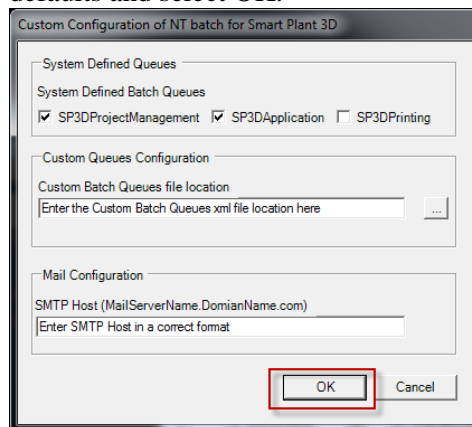 defaults and select OK.
Custom Configuration of NT batch for Smart Plant 3D
System Defined Queues
System Defined Batch Queues
SP3DProjectManagement SP3DApplication SP3DPrinting
Custom Queues Configuration
Custom Batch Queues file location
Enter the Custom Batch Queues xml file location here ...
Mail Configuration
SMTP Host (MailServerName.DomianName.com)
Enter SMTP Host in a correct format
OK Cancel